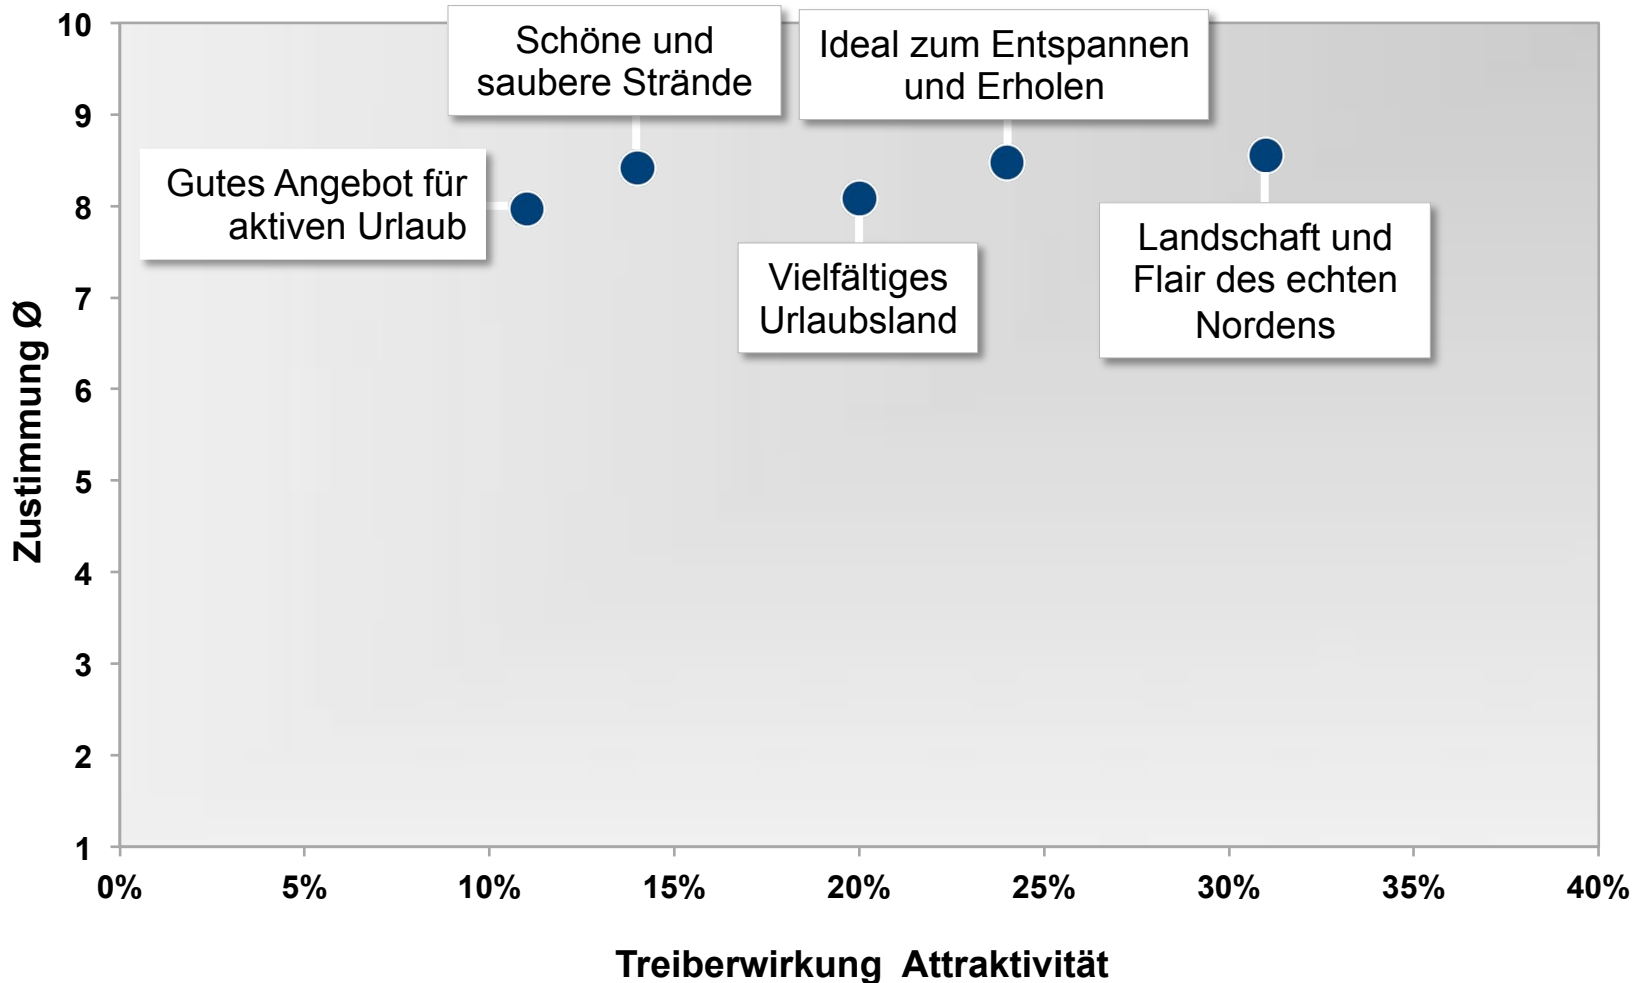 10
9
8
7
6
5
4
3
2
1
Zustimmung Ø
Schöne und
saubere Strände
Ideal zum Entspannen
und Erholen
Gutes Angebot für
aktiven Urlaub
Vielfältiges
Urlaubsland
Landschaft und
Flair des echten
Nordens
0% 5% 10% 15% 20% 25% 30% 35% 40%
Treiberwirkung Attraktivität